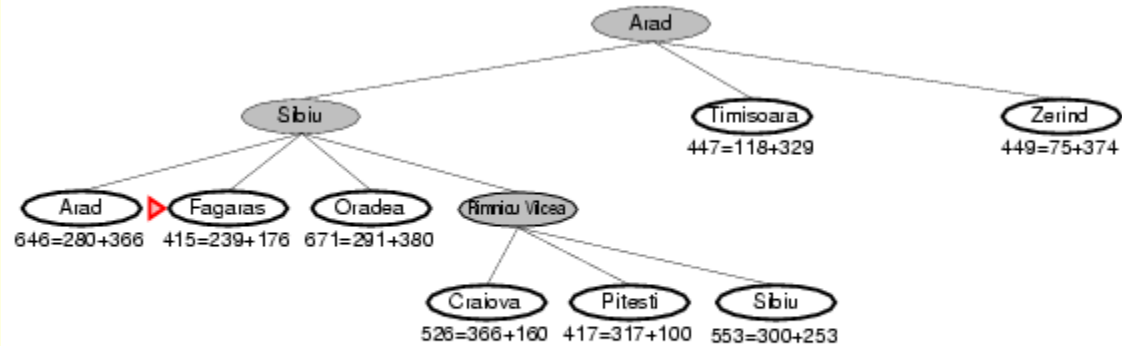 Arad
Sibiu
Timisoara
Zerind
447=118+329
449=75+374
Arad
Fagaras
Oradea
Rimnicu Vilcea
646=280+366
415=239+176
671=291+380
Craiova
Pitesti
Sibiu
526=366+160
417=317+100
553=300+253